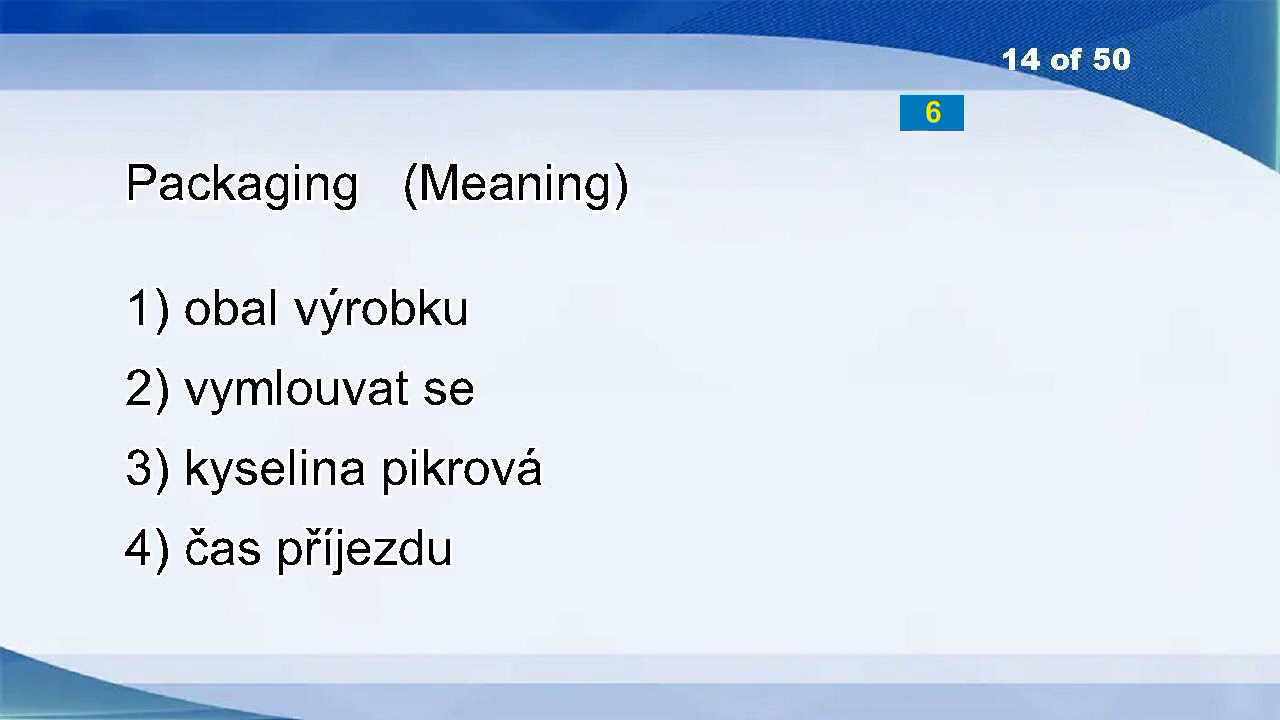 14 of 50
6
Packaging (Meaning)
1) obal výrobku
2) vymlouvat se
3) kyselina pikrová
4) čas příjezdu